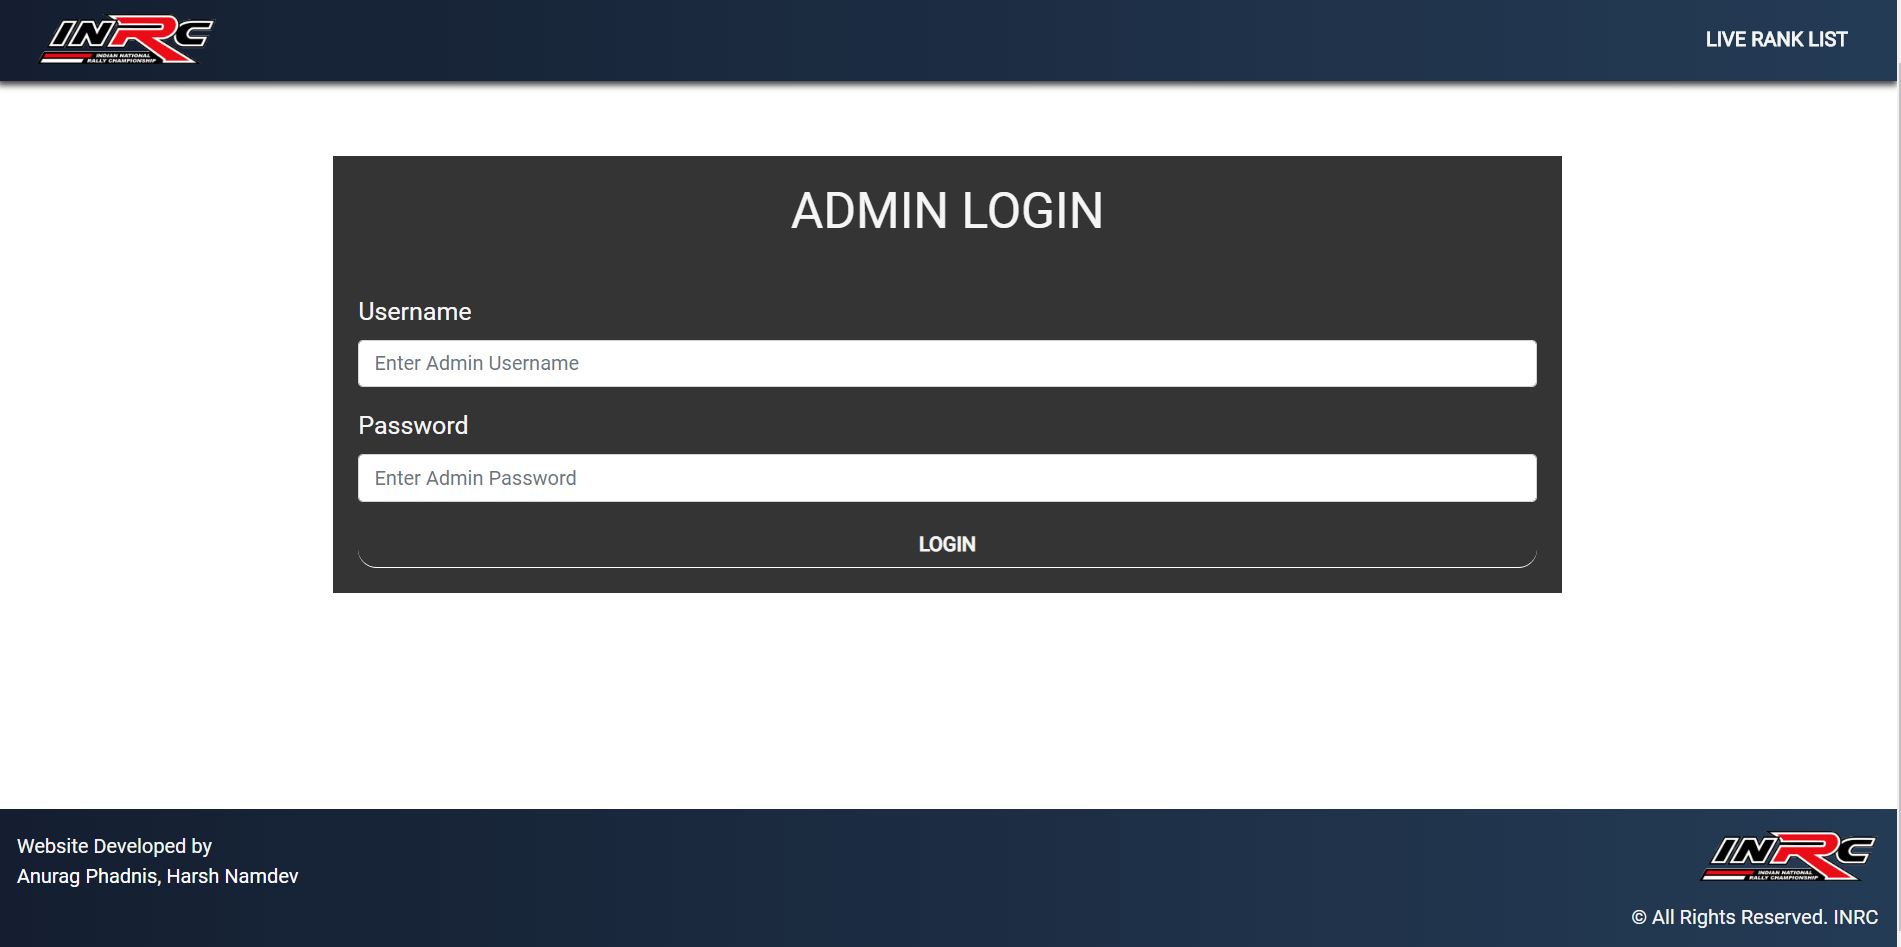 INRC
INDIAN NATIONAL
RALLY CHAMPIONSHIP
LIVE RANK LIST
ADMIN LOGIN
Username
Enter Admin Username
Password
Enter Admin Password
LOGIN
Website Developed by
Anurag Phadnis, Harsh Namdev
INRC
INDIAN NATIONAL
RALLY CHAMPIONSHIP
© All Rights Reserved. INRC